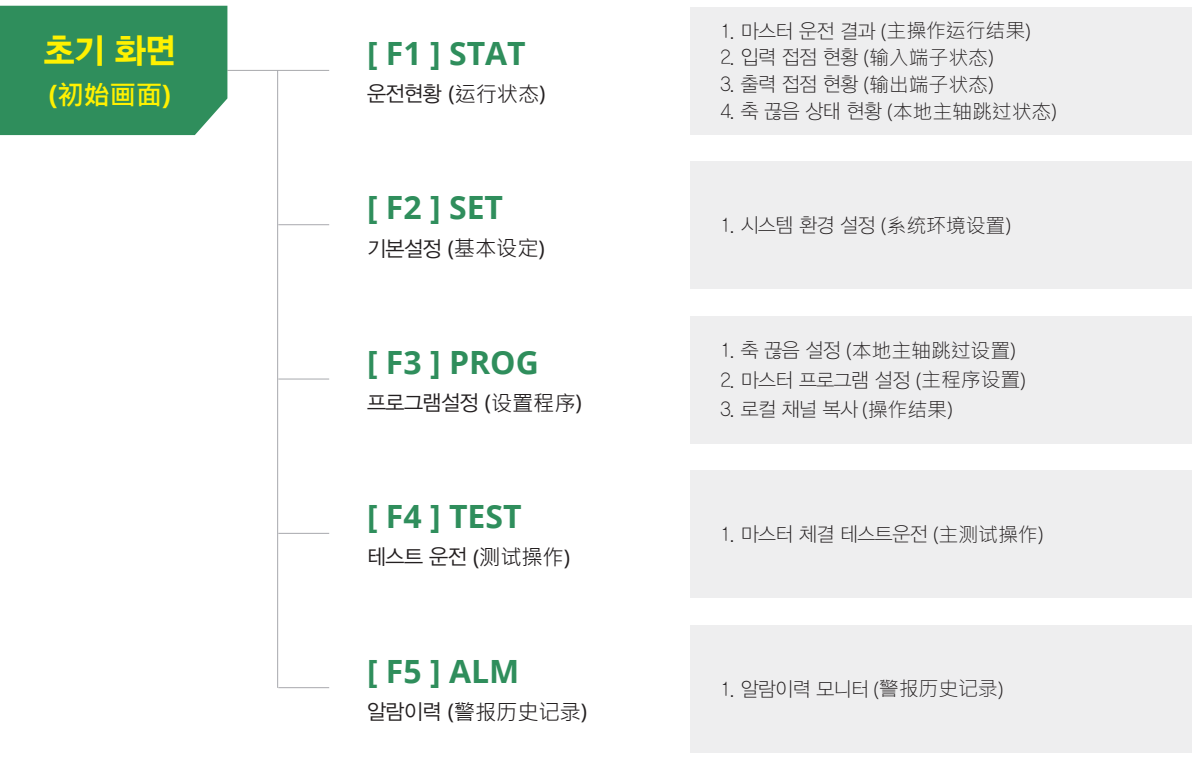 초기 화면
(初始画面)
[ F1 ] STAT
운전현황 (运行状态)
1. 마스터 운전 결과 (主操作运行结果)
2. 입력 접점 현황 (输入端子状态)
3. 출력 접점 현황 (输出端子状态)
4. 축 끊음 상태 현황 (本地主轴跳过状态)
[ F2 ] SET
기본설정 (基本设定)
1. 시스템 환경 설정 (系统环境设置)
[ F3 ] PROG
프로그램설정 (设置程序)
1. 축 끊음 설정 (本地主轴跳过设置)
2. 마스터 프로그램 설정 (主程序设置)
3. 로컬 채널 복사 (操作结果)
[ F4 ] TEST
테스트 운전 (测试操作)
1. 마스터 체결 테스트운전 (主测试操作)
[ F5 ] ALM
알람이력 (警报历史记录)
1. 알람이력 모니터 (警报历史记录)